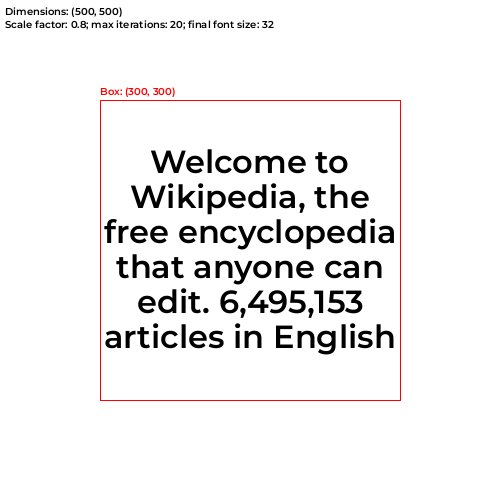 Dimensions: (500, 500)
Scale factor: 0.8; max iterations: 20; final font size: 32
Box: (300, 300)
Welcome to
Wikipedia, the
free encyclopedia
that anyone can
edit. 6,495,153
articles in English